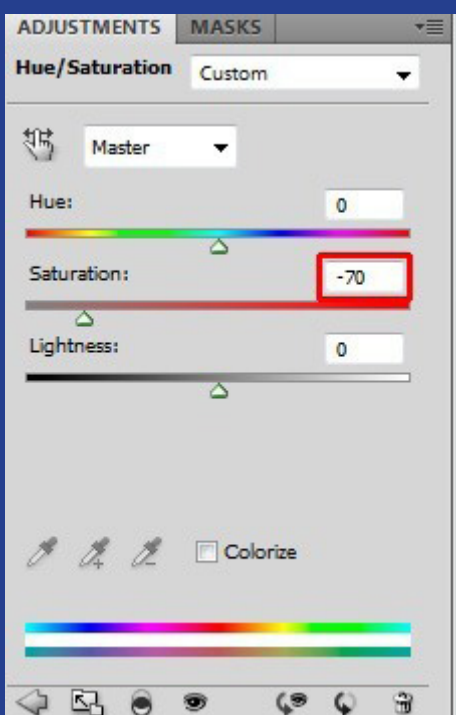 ADJUSTMENTS MASKS
Hue/Saturation Custom
Master
Hue: 0
Saturation: -70
Lightness: 0
Colorize